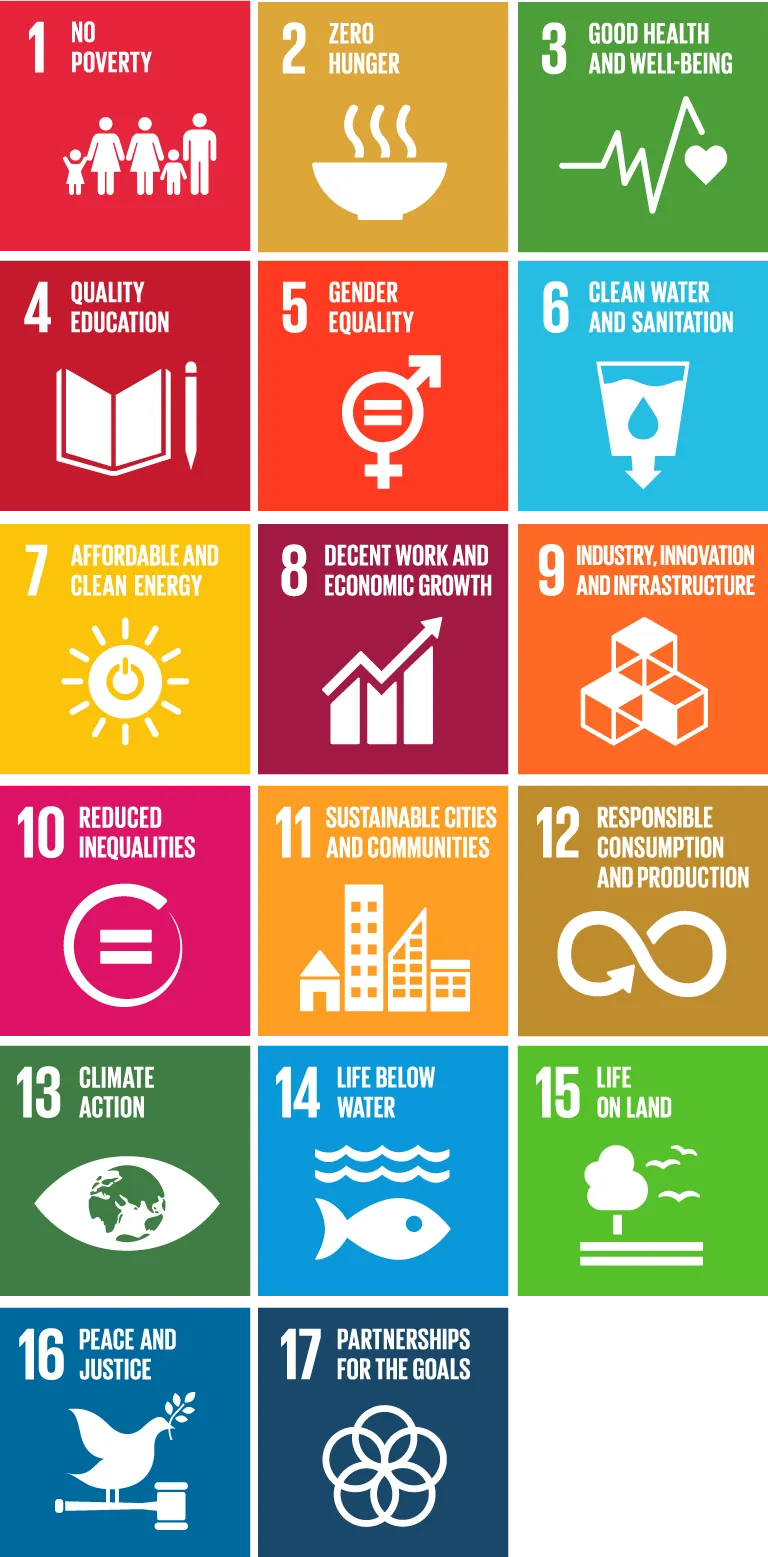 1 NO
POVERTY
2 ZERO
HUNGER
3 GOOD HEALTH
AND WELL-BEING
4 QUALITY
EDUCATION
5 GENDER
EQUALITY
6 CLEAN WATER
AND SANITATION
7 AFFORDABLE AND
CLEAN ENERGY
8 DECENT WORK AND
ECONOMIC GROWTH
9 INDUSTRY, INNOVATION
AND INFRASTRUCTURE
10 REDUCED
INEQUALITIES
11 SUSTAINABLE CITIES
AND COMMUNITIES
12 RESPONSIBLE
CONSUMPTION
AND PRODUCTION
13 CLIMATE
ACTION
14 LIFE BELOW
WATER
15 LIFE
ON LAND
16 PEACE AND
JUSTICE
17 PARTNERSHIPS
FOR THE GOALS